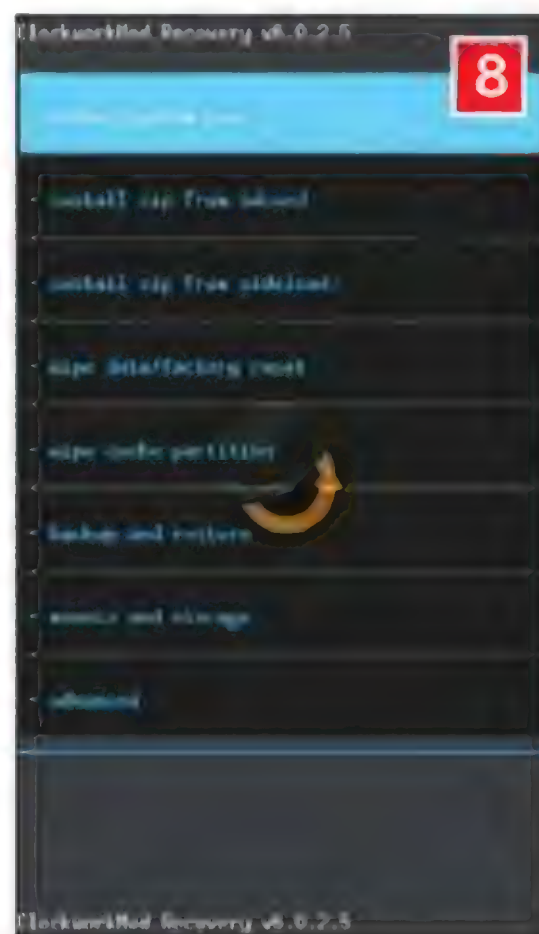 ClockworkMod Recovery v6.0.2.5
8
- install zip from sdcard
- install zip from sideload
- wipe data/factory reset
- wipe cache partition
- backup and restore
- mounts and storage
- advanced
ClockworkMod Recovery v6.0.2.5